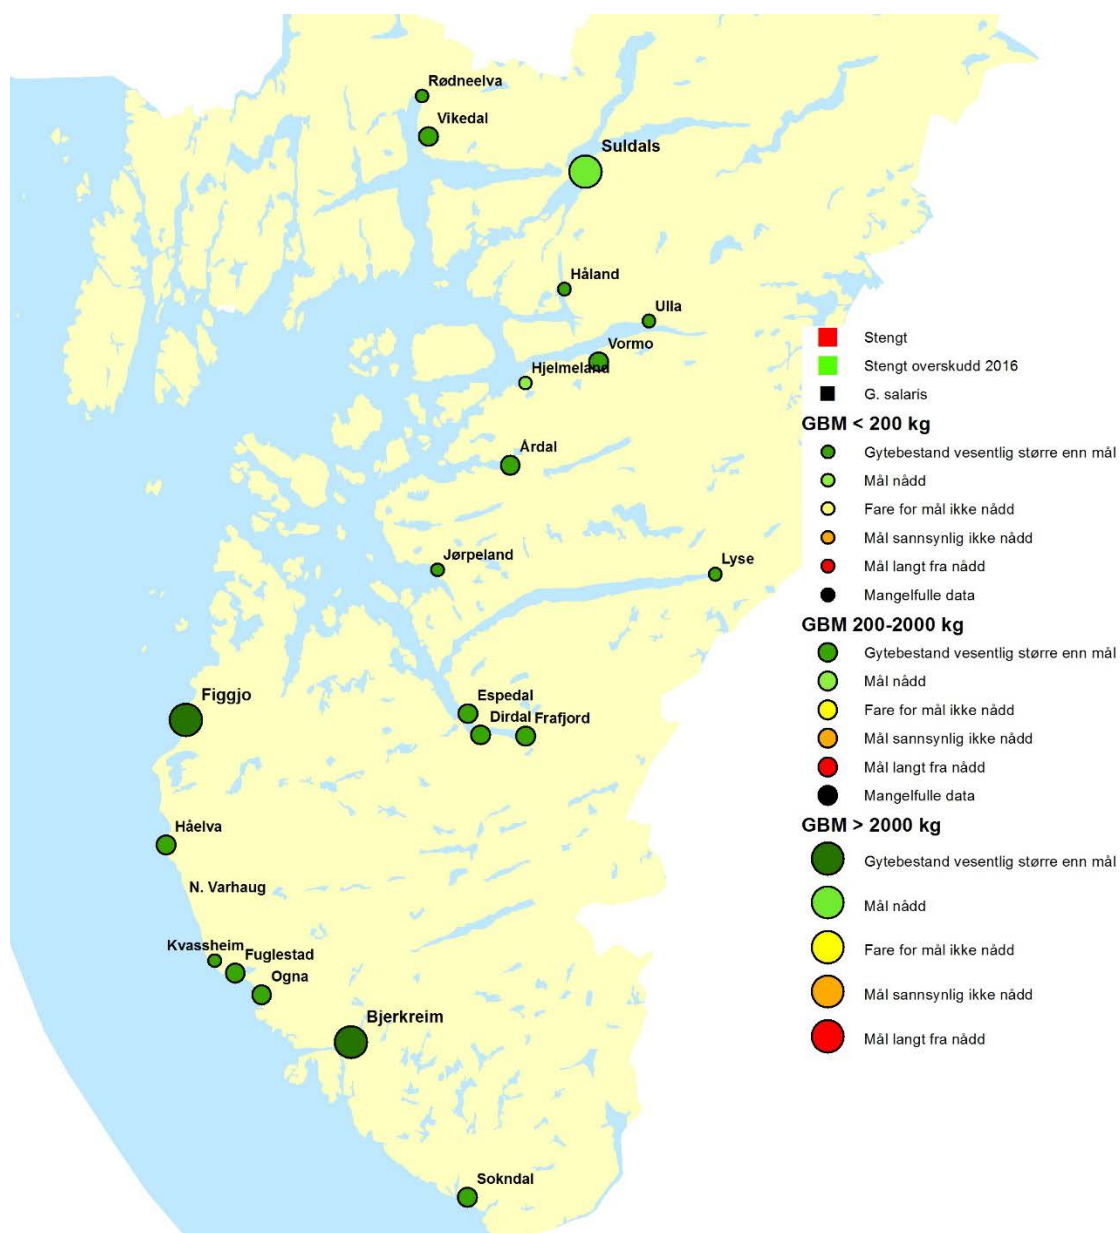 Rødneelva
Vikedal
Suldals
Håland
Ulla
Vormo
Hjelmeland
Årdal
Jørpeland
Lyse
Espedal
Dirdal
Frafjord
Figgjo
Håelva
N. Varhaug
Kvassheim
Fuglestad
Ogna
Bjerkreim
Sokndal
Stengt
Stengt overskudd 2016
G. salaris
GBM < 200 kg
Gytebestand vesentlig større enn mål
Mål nådd
Fare for mål ikke nådd
Mål sannsynlig ikke nådd
Mål langt fra nådd
Mangelfulle data
GBM 200-2000 kg
Gytebestand vesentlig større enn mål
Mål nådd
Fare for mål ikke nådd
Mål sannsynlig ikke nådd
Mål langt fra nådd
Mangelfulle data
GBM > 2000 kg
Gytebestand vesentlig større enn mål
Mål nådd
Fare for mål ikke nådd
Mål sannsynlig ikke nådd
Mål langt fra nådd